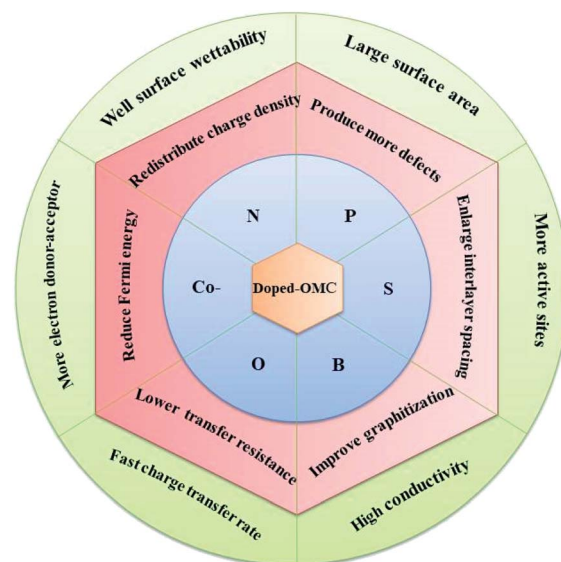 Well surface wettability
Large surface area
Redistribute charge density
Produce more defects
More electron donor-acceptor
Reduce Fermi energy
N
P
Enlarge interlayer spacing
More active sites
Co-
Doped-OMC
S
O
B
Lower transfer resistance
Improve graphitization
Fast charge transfer rate
High conductivity